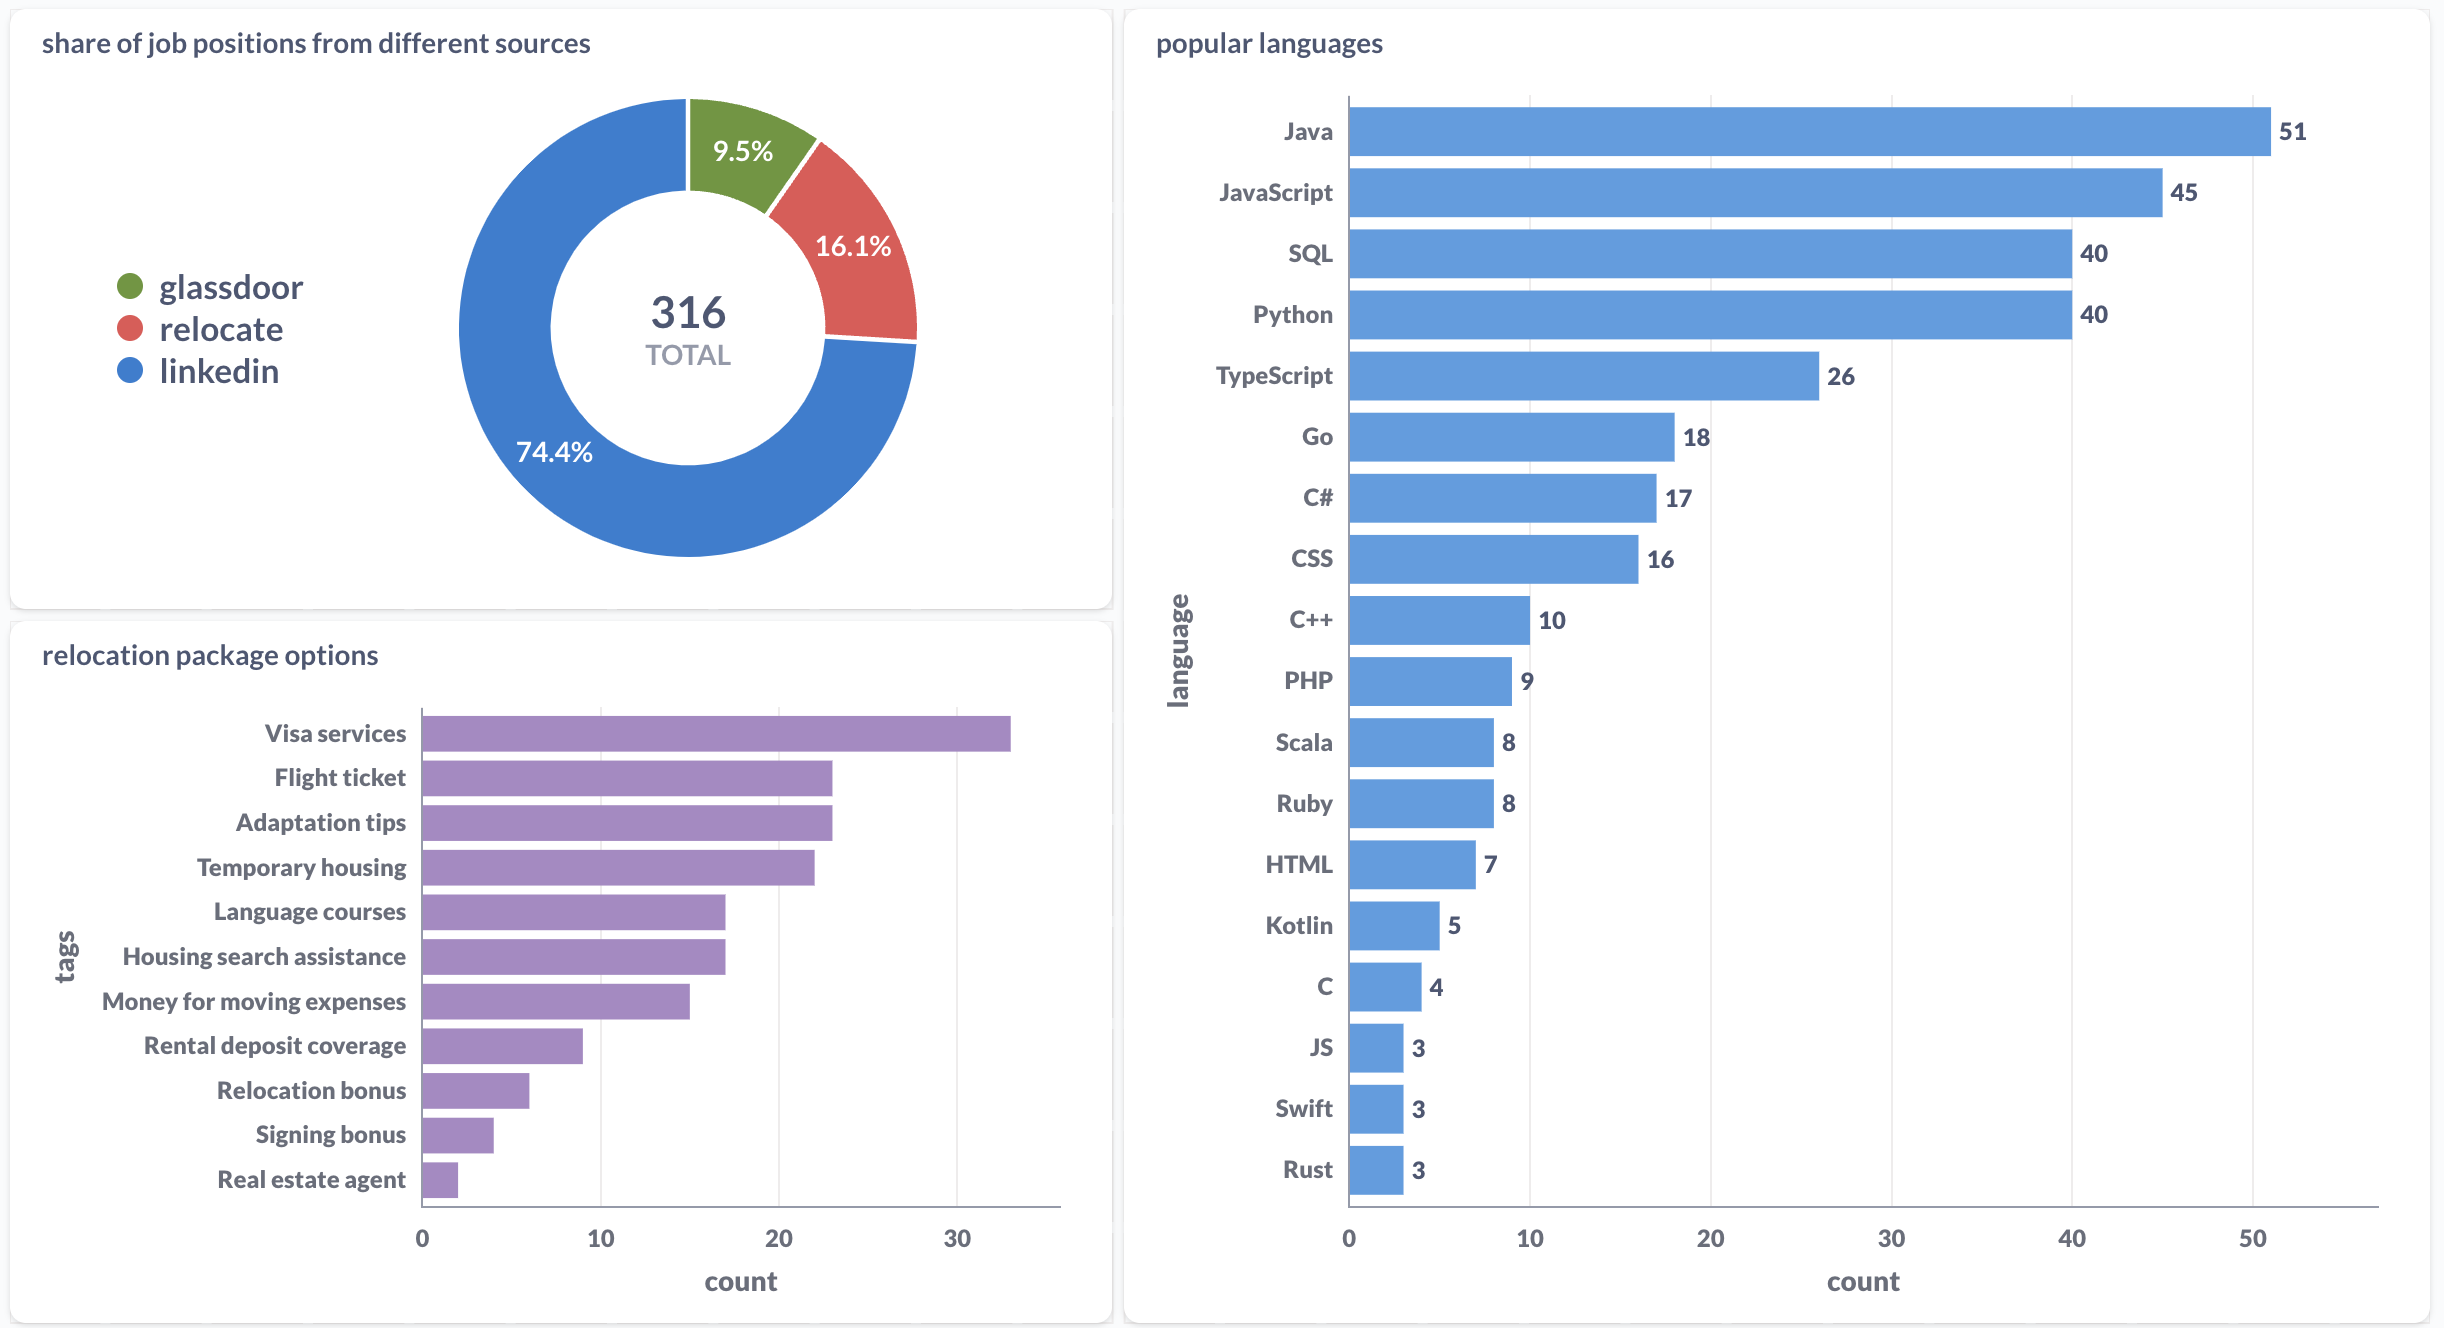 share of job positions from different sources
glassdoor
relocate
linkedin
9.5%
16.1%
74.4%
316
TOTAL
relocation package options
tags
Visa services
Flight ticket
Adaptation tips
Temporary housing
Language courses
Housing search assistance
Money for moving expenses
Rental deposit coverage
Relocation bonus
Signing bonus
Real estate agent
0 10 20 30
count
popular languages
language
Java 51
JavaScript 45
SQL 40
Python 40
TypeScript 26
Go 18
C# 17
CSS 16
C++ 10
PHP 9
Scala 8
Ruby 8
HTML 7
Kotlin 5
C 4
JS 3
Swift 3
Rust 3
0 10 20 30 40 50
count